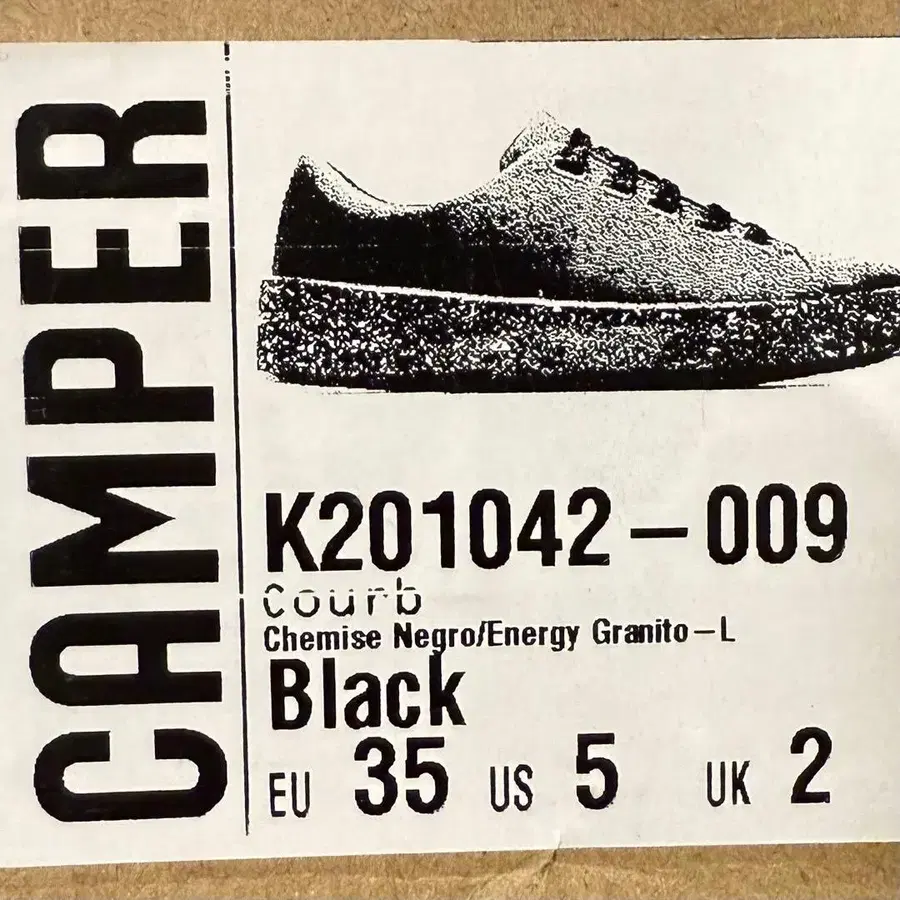 CAMPER
K201042-009
Courb
Chemise Negro/Energy Granito-L
Black
EU 35 US 5 UK 2